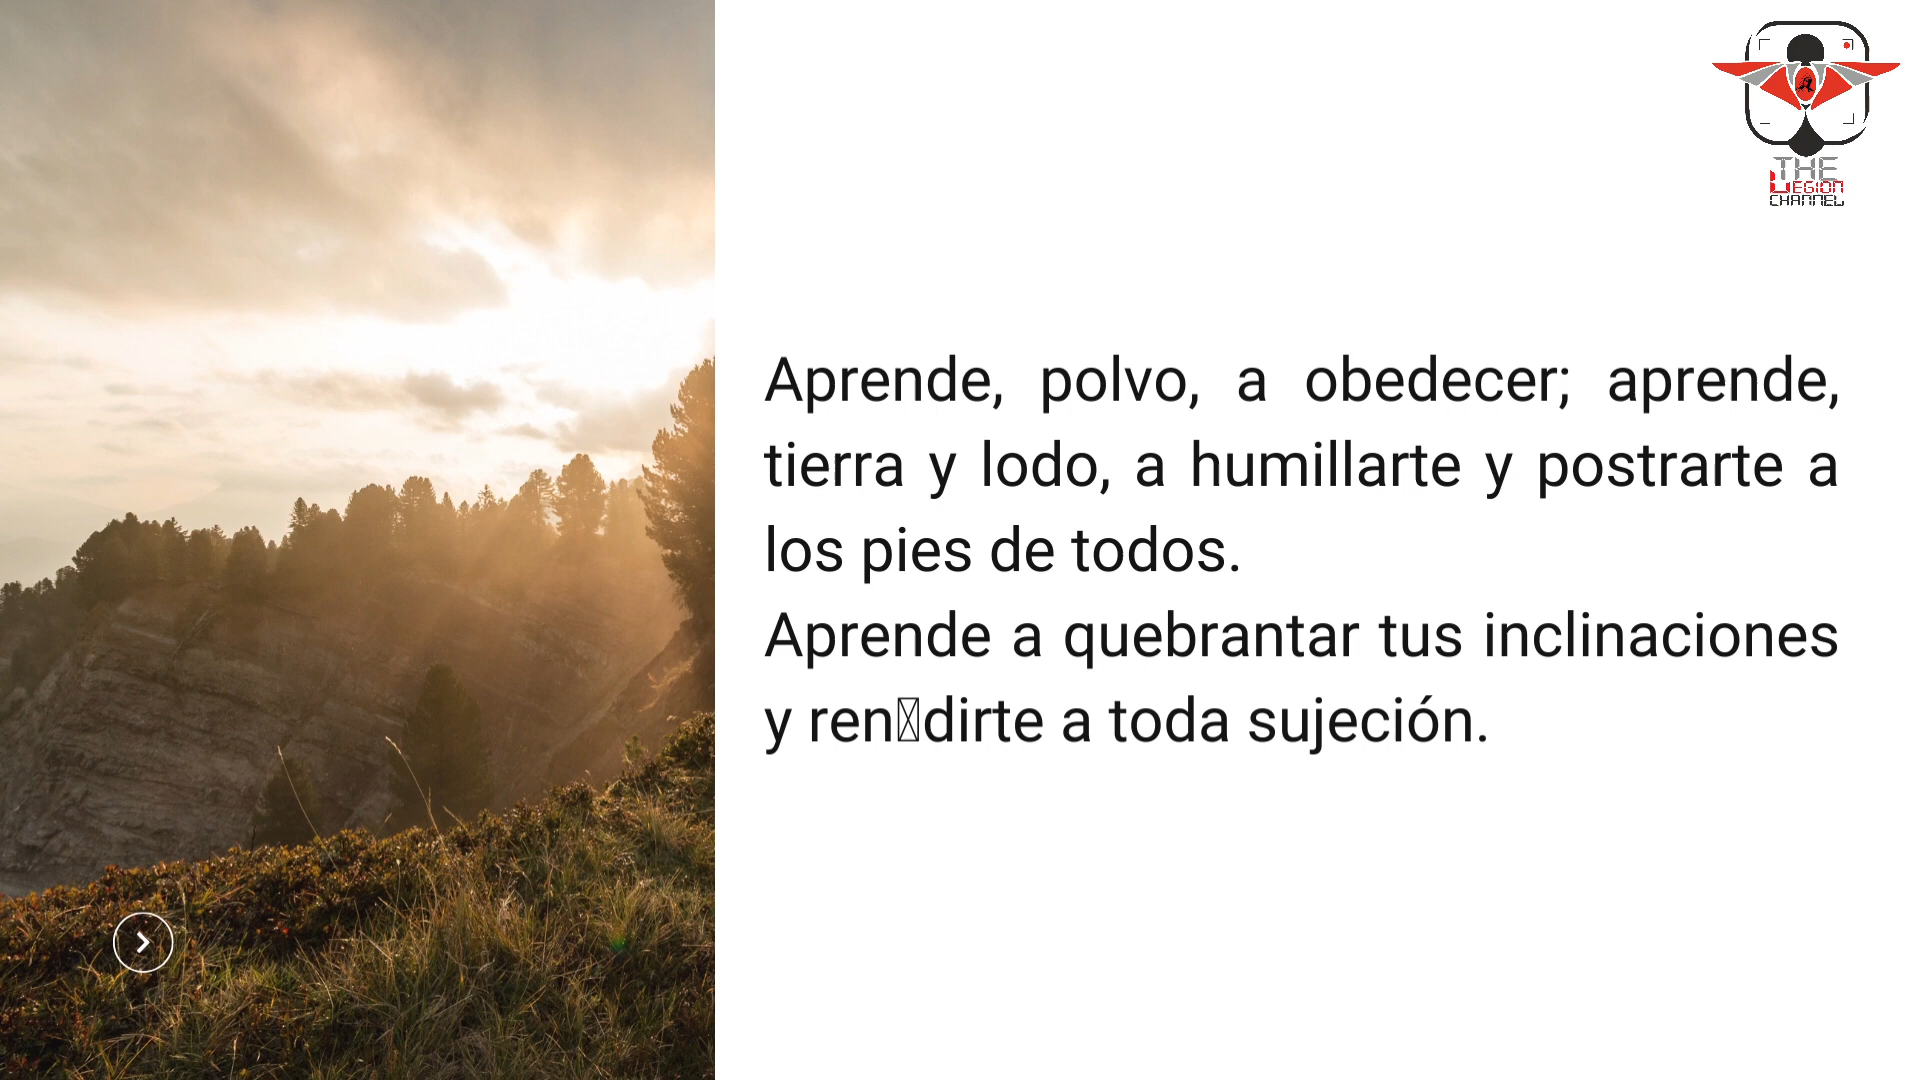 THE
LEGION
CHANNEL
Aprende, polvo, a obedecer; aprende,
tierra y lodo, a humillarte y postrarte a
los pies de todos.
Aprende a quebrantar tus inclinaciones
y ren☒dirte a toda sujeción.